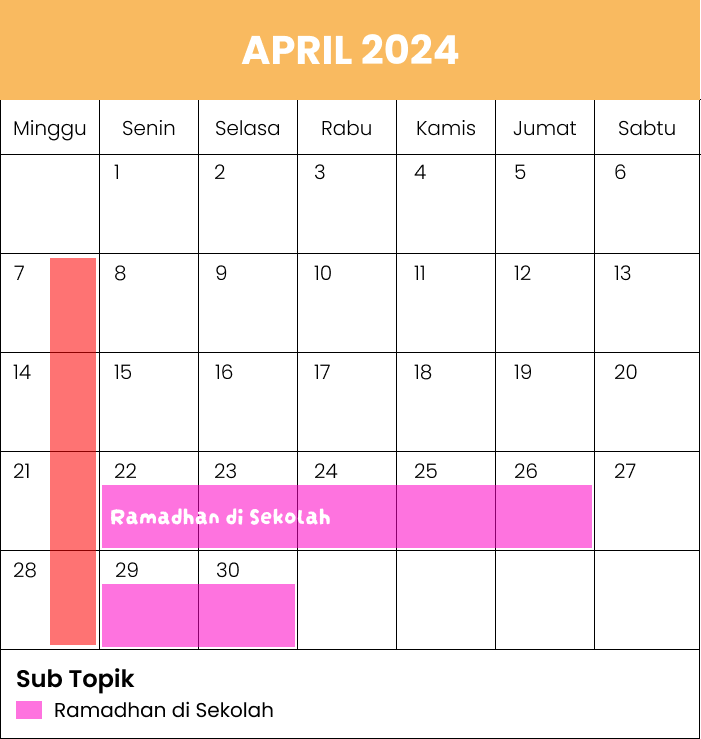 APRIL 2024
Minggu Senin Selasa Rabu Kamis Jumat Sabtu
1 2 3 4 5 6
7 8 9 10 11 12 13
14 15 16 17 18 19 20
21 22 23 24 25 26 27
Ramadhan di Sekolah
28 29 30
Sub Topik
Ramadhan di Sekolah